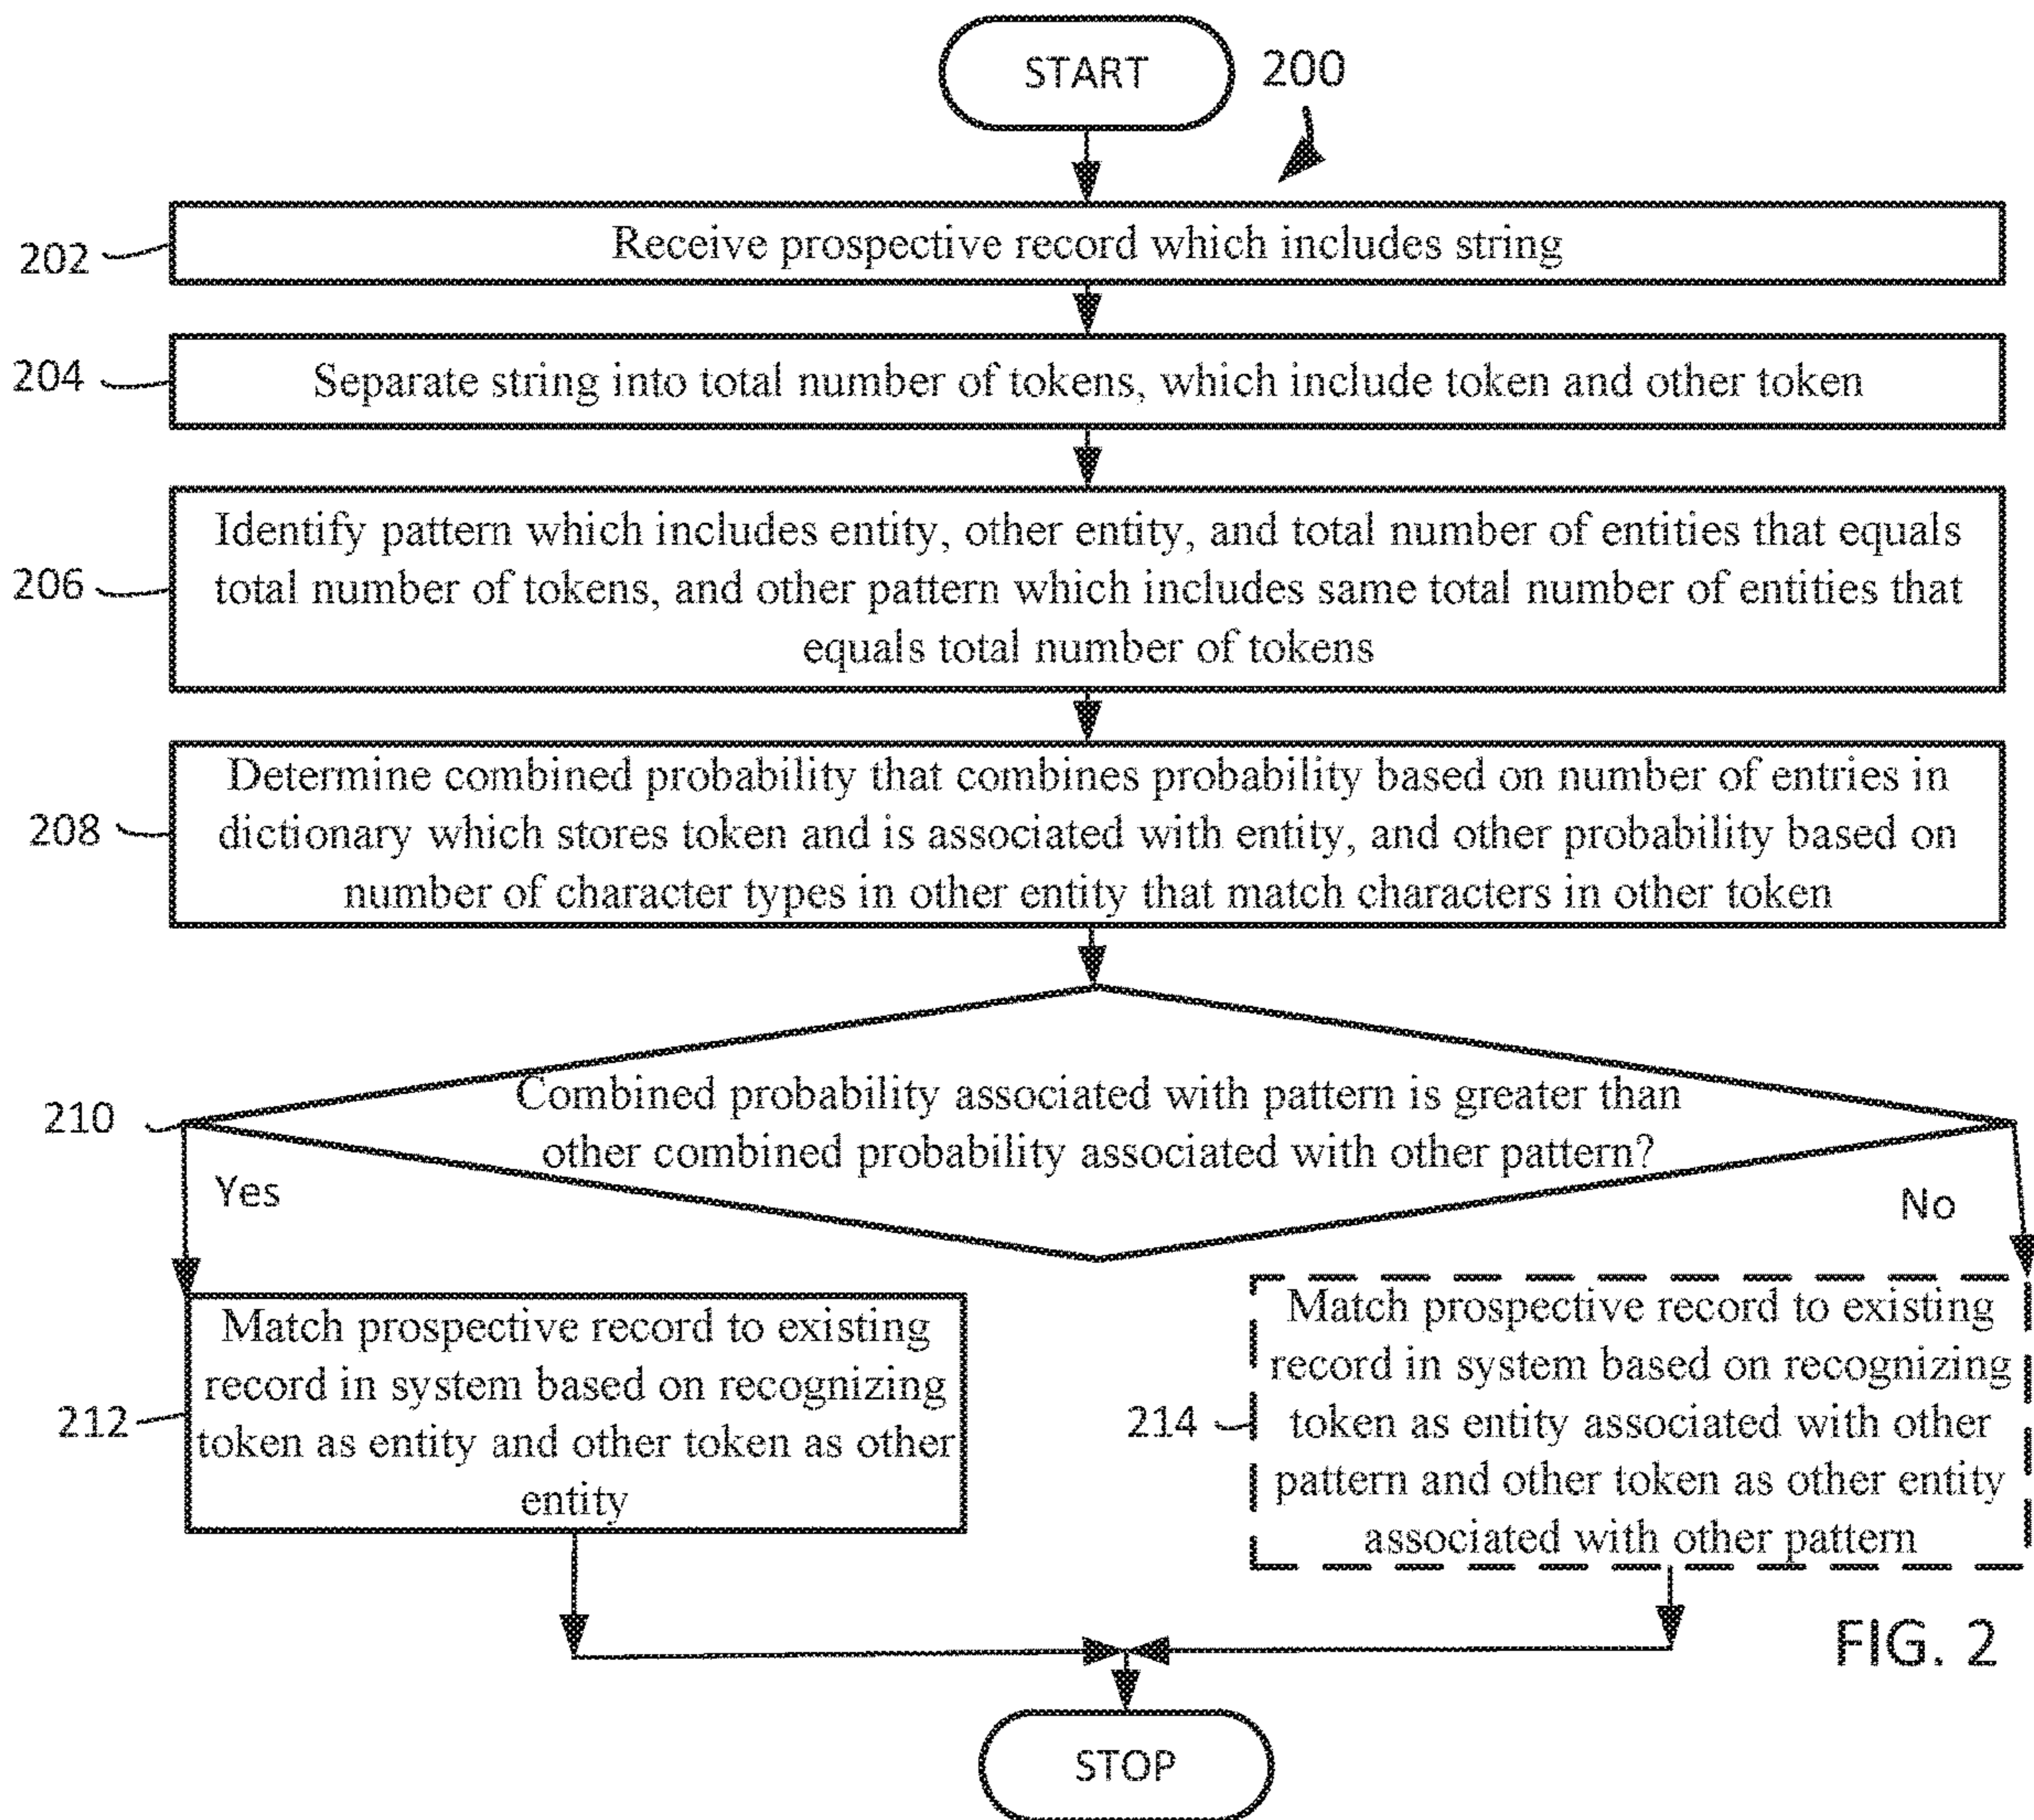 START
200
202
Receive prospective record which includes string
204
Separate string into total number of tokens, which include token and other token
206
Identify pattern which includes entity, other entity, and total number of entities that equals
total number of tokens, and other pattern which includes same total number of entities that
equals total number of tokens
208
Determine combined probability that combines probability based on number of entries in
dictionary which stores token and is associated with entity, and other probability based on
number of character types in other entity that match characters in other token
210
Combined probability associated with pattern is greater than
other combined probability associated with other pattern?
Yes
No
212
Match prospective record to existing
record in system based on recognizing
token as entity and other token as other
entity
214
Match prospective record to existing
record in system based on recognizing
token as entity associated with other
pattern and other token as other entity
associated with other pattern
FIG. 2
STOP